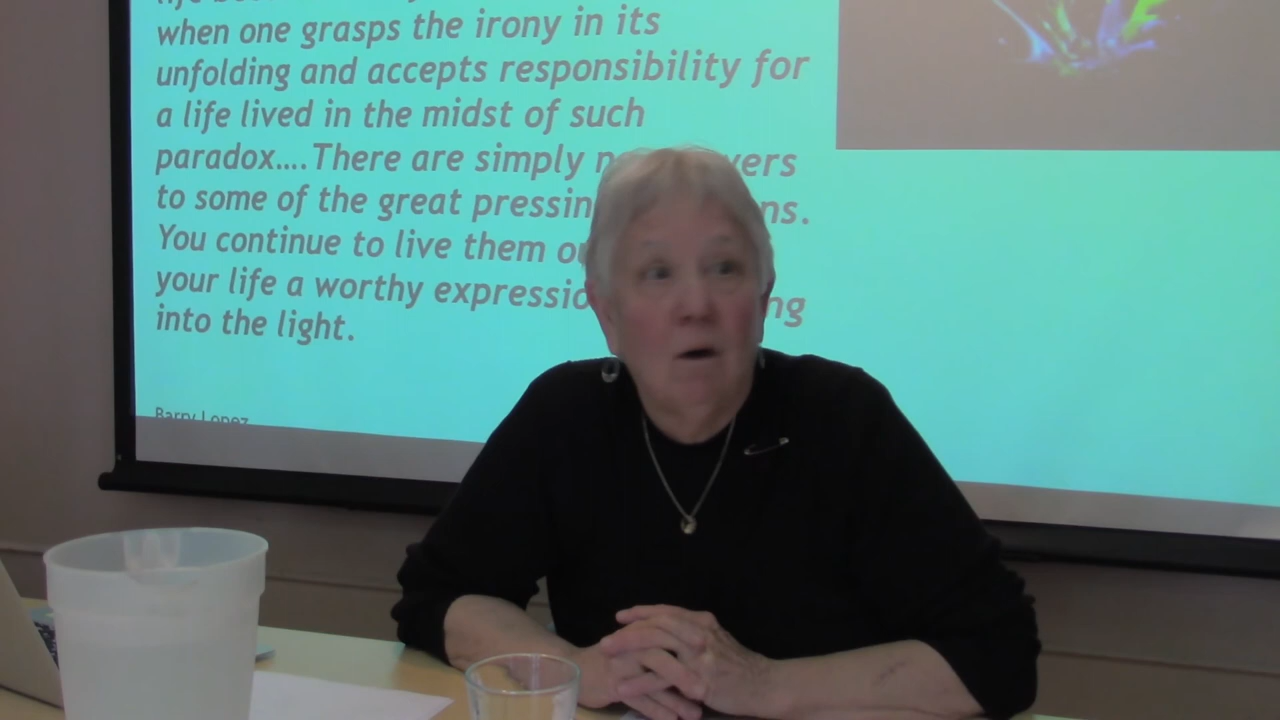 when one grasps the irony in its
unfolding and accepts responsibility for
a life lived in the midst of such
paradox.... There are simply
to some of the great
You continue to live them
your life a worthy
into the light.
Barry Lopez